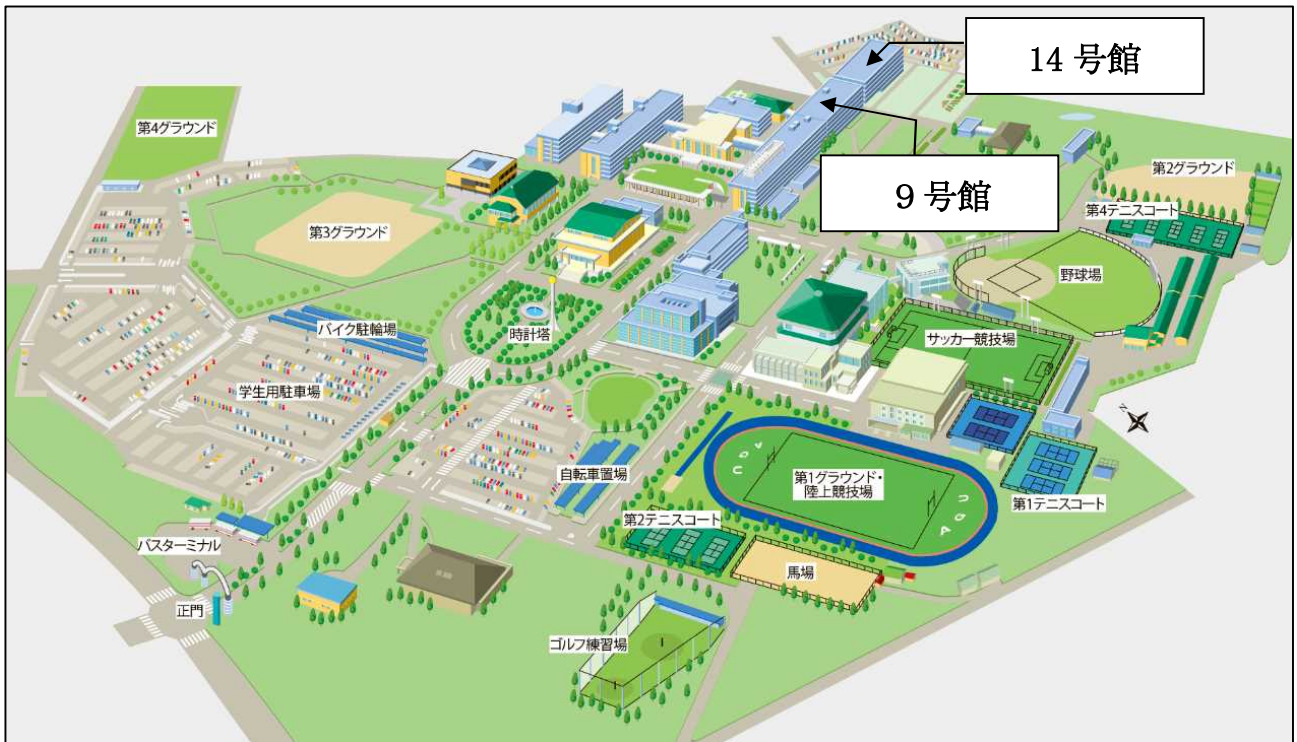 14 号館
9 号館
第4グラウンド
第2グラウンド
第4テニスコート
第3グラウンド
野球場
バイク駐輪場
時計塔
サッカー競技場
学生用駐車場
N
自転車置場
第1グラウンド・
陸上競技場
第1テニスコート
第2テニスコート
バスターミナル
馬場
正門
ゴルフ練習場